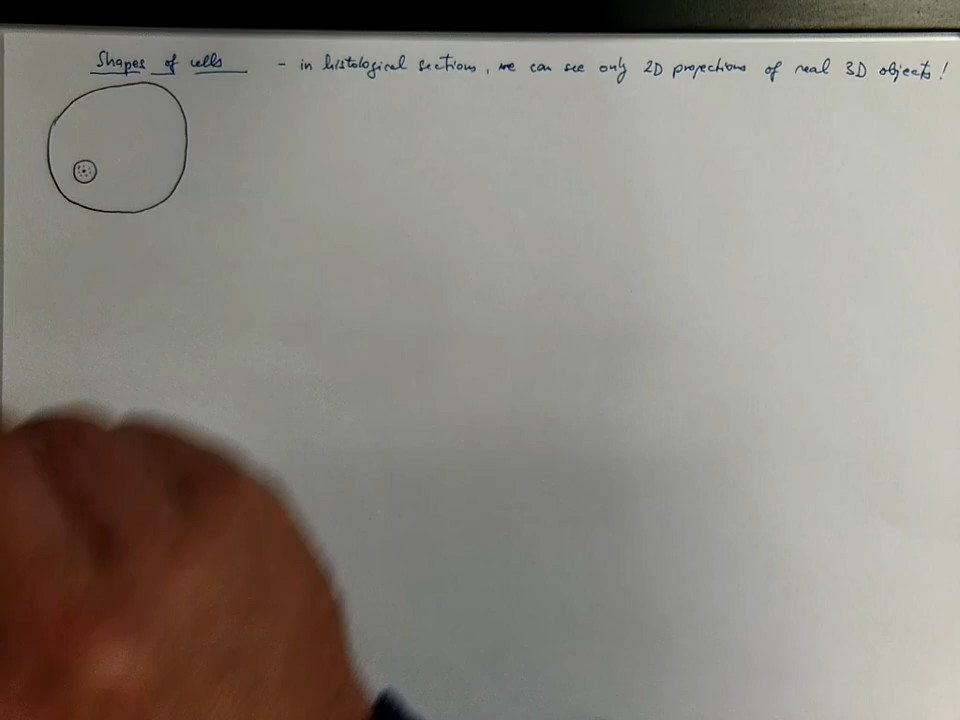 Shapes of cells - in histological sections, we can see only 2D projections of real 3D objects!